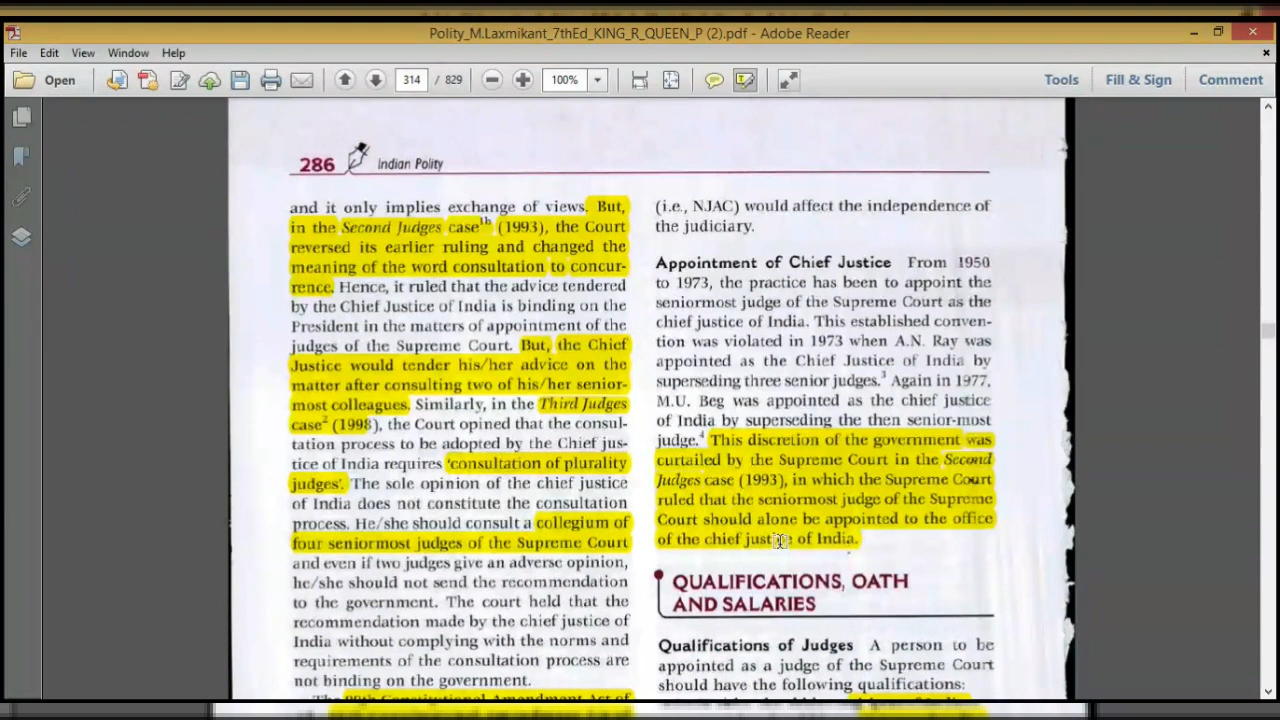 Polity_M.Laxmikant_7thEd_KING_R_QUEEN_P (2).pdf - Adobe Reader
File Edit View Window Help
Open 314 / 829 100% Tools Fill & Sign Comment
286 Indian Polity
and it only implies exchange of views. But,
in the Second Judges case1b (1993), the Court
reversed its earlier ruling and changed the
meaning of the word consultation to concur-
rence. Hence, it ruled that the advice tendered
by the Chief Justice of India is binding on the
President in the matters of appointment of the
judges of the Supreme Court. But, the Chief
Justice would tender his/her advice on the
matter after consulting two of his/her senior-
most colleagues. Similarly, in the Third Judges
case2 (1998), the Court opined that the consul-
tation process to be adopted by the Chief jus-
tice of India requires 'consultation of plurality
judges'. The sole opinion of the chief justice
of India does not constitute the consultation
process. He/she should consult a collegium of
four seniormost judges of the Supreme Court
and even if two judges give an adverse opinion,
he/she should not send the recommendation
to the government. The court held that the
recommendation made by the chief justice of
India without complying with the norms and
requirements of the consultation process are
not binding on the government.
The 99th Constitutional Amendment Act of
(i.e., NJAC) would affect the independence of
the judiciary.
Appointment of Chief Justice From 1950
to 1973, the practice has been to appoint the
seniormost judge of the Supreme Court as the
chief justice of India. This established conven-
tion was violated in 1973 when A.N. Ray was
appointed as the Chief Justice of India by
superseding three senior judges.3 Again in 1977,
M.U. Beg was appointed as the chief justice
of India by superseding the then senior-most
judge.4 This discretion of the government was
curtailed by the Supreme Court in the Second
Judges case (1993), in which the Supreme Court
ruled that the seniormost judge of the Supreme
Court should alone be appointed to the office
of the chief justice of India.
QUALIFICATIONS, OATH
AND SALARIES
Qualifications of Judges A person to be
appointed as a judge of the Supreme Court
should have the following qualifications: